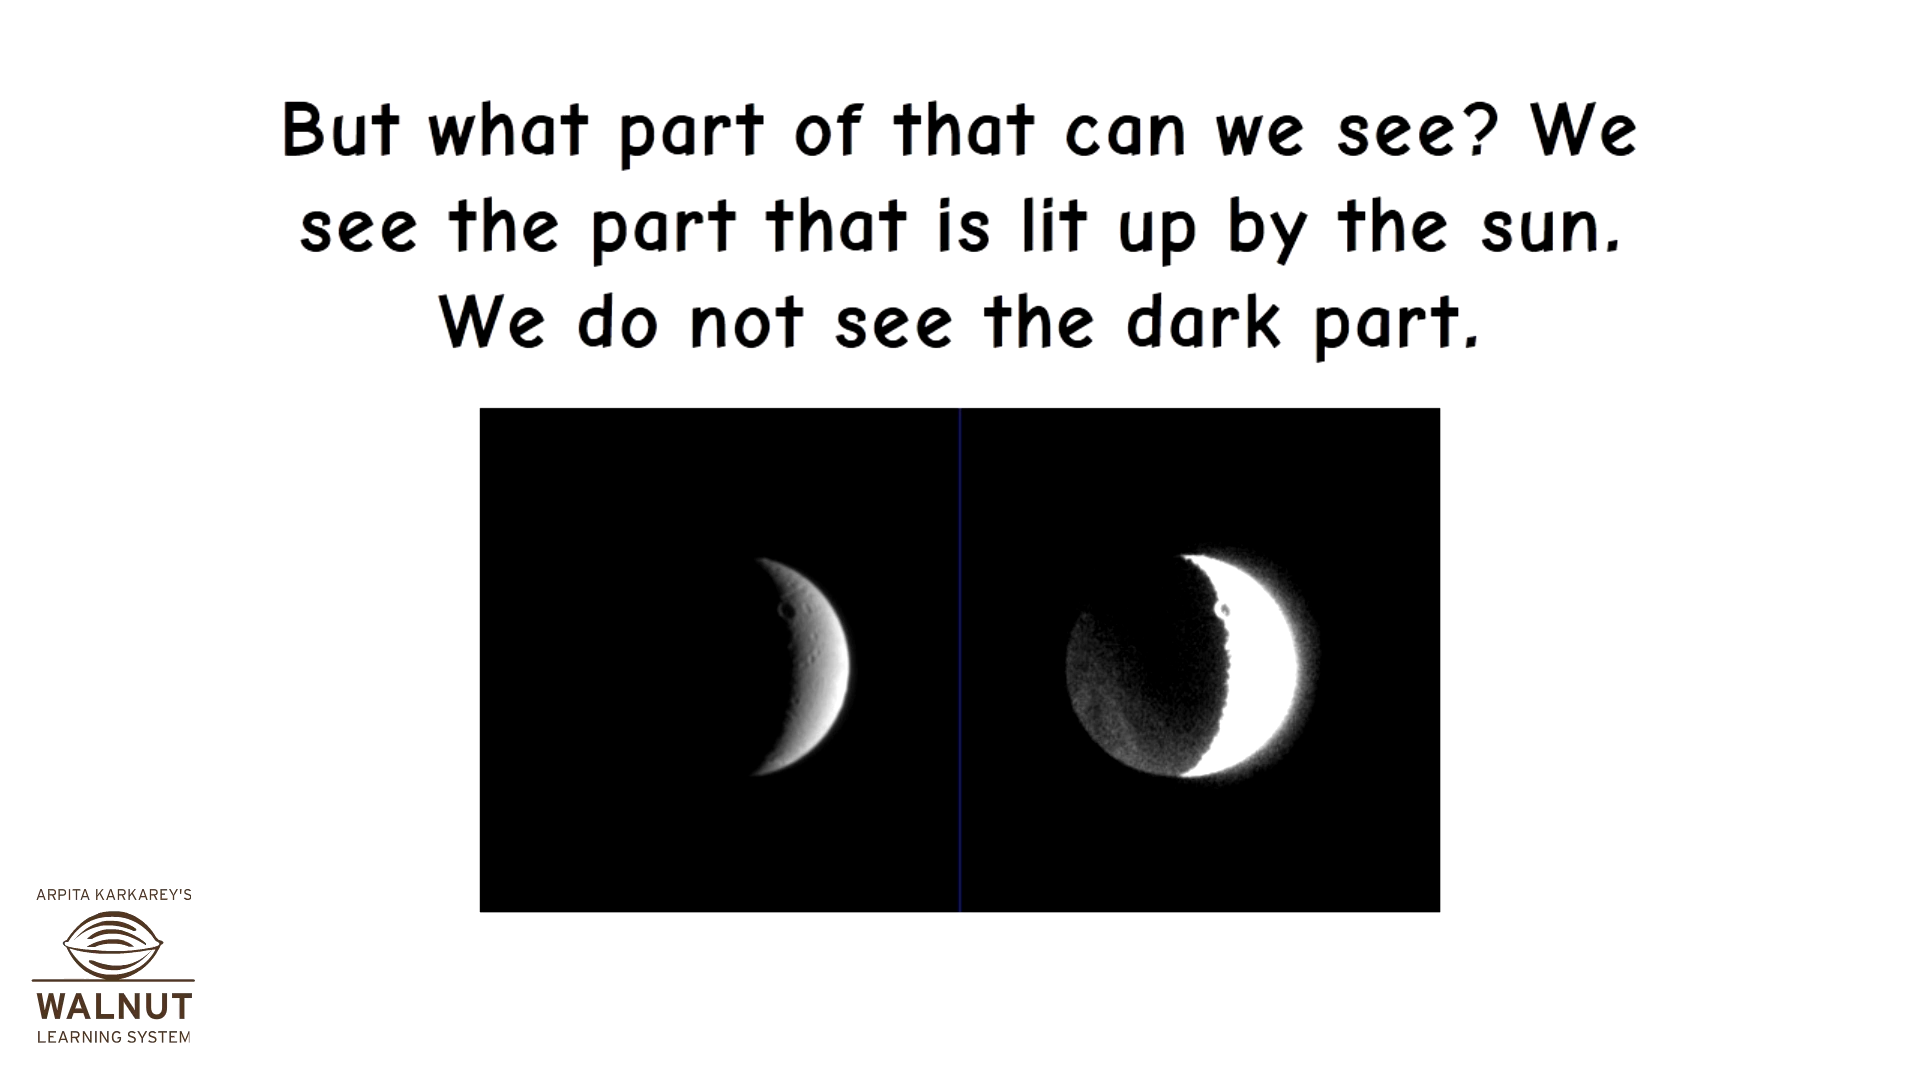 But what part of that can we see? We
see the part that is lit up by the sun.
We do not see the dark part.
ARPITA KARKAREY'S
WALNUT
LEARNING SYSTEM